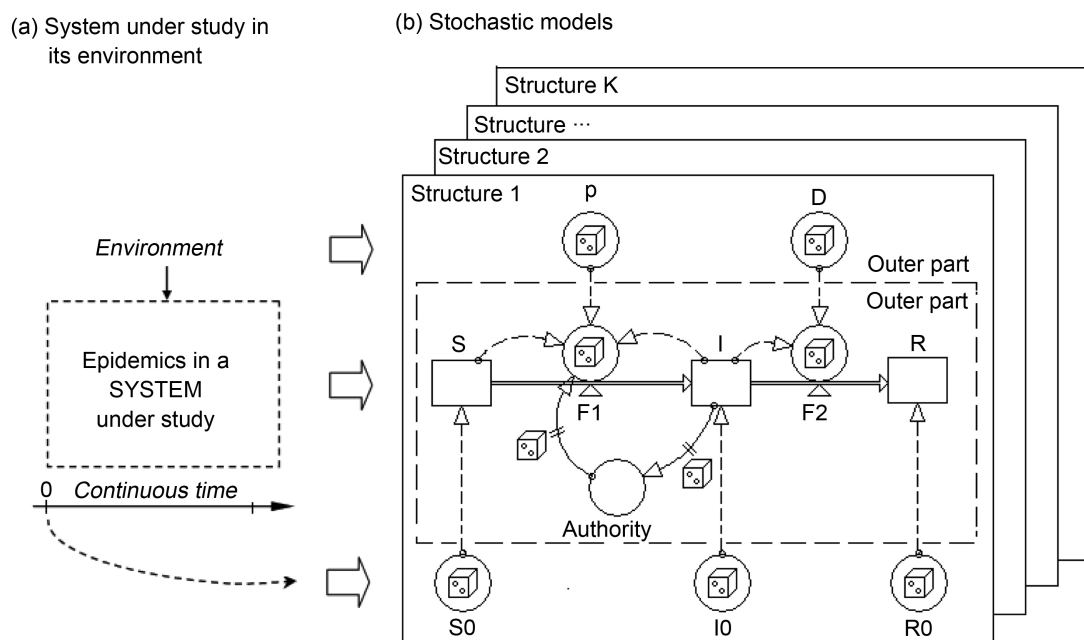 (a) System under study in
its environment
(b) Stochastic models
Structure K
Structure ···
Structure 2
Structure 1
p
D
Environment
Outer part
Outer part
Epidemics in a
SYSTEM
under study
S
I
R
F1
F2
0
Continuous time
Authority
S0
I0
R0